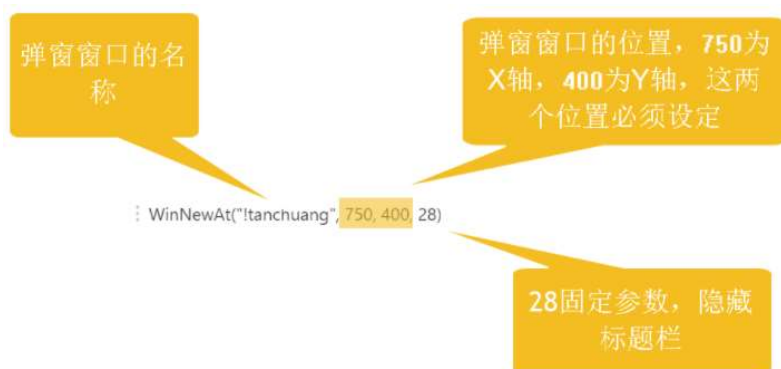 弹窗窗口的名
称
弹窗窗口的位置，750为
X轴，400为Y轴，这两
个位置必须设定
WinNewAt("!tanchuang", 750, 400, 28)
28固定参数，隐藏
标题栏